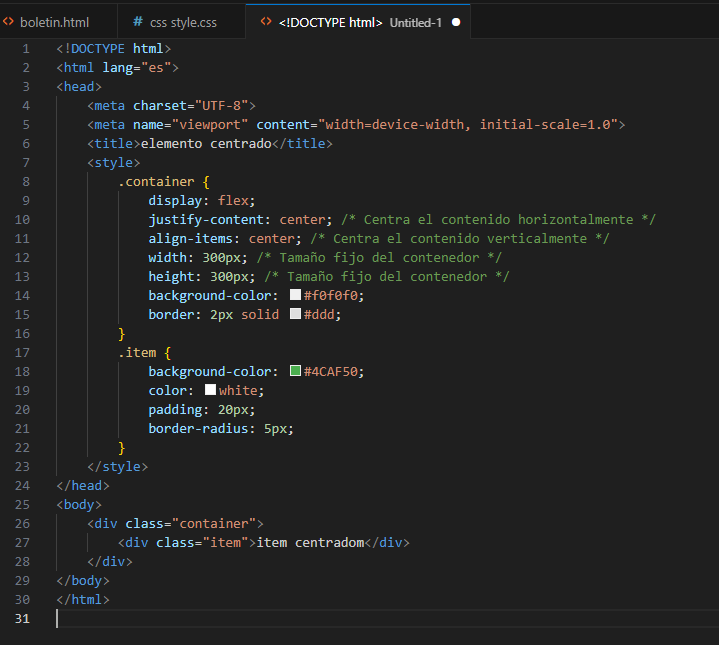 boletin.html # css style.css <!DOCTYPE html> Untitled-1
1 <!DOCTYPE html>
2 <html lang="es">
3 <head>
4 <meta charset="UTF-8">
5 <meta name="viewport" content="width=device-width, initial-scale=1.0">
6 <title>elemento centrado</title>
7 <style>
8 .container {
9 display: flex;
10 justify-content: center; /* Centra el contenido horizontalmente */
11 align-items: center; /* Centra el contenido verticalmente */
12 width: 300px; /* Tamaño fijo del contenedor */
13 height: 300px; /* Tamaño fijo del contenedor */
14 background-color: #f0f0f0;
15 border: 2px solid #ddd;
16 }
17 .item {
18 background-color: #4CAF50;
19 color: white;
20 padding: 20px;
21 border-radius: 5px;
22 }
23 </style>
24 </head>
25 <body>
26 <div class="container">
27 <div class="item">item centradom</div>
28 </div>
29 </body>
30 </html>
31